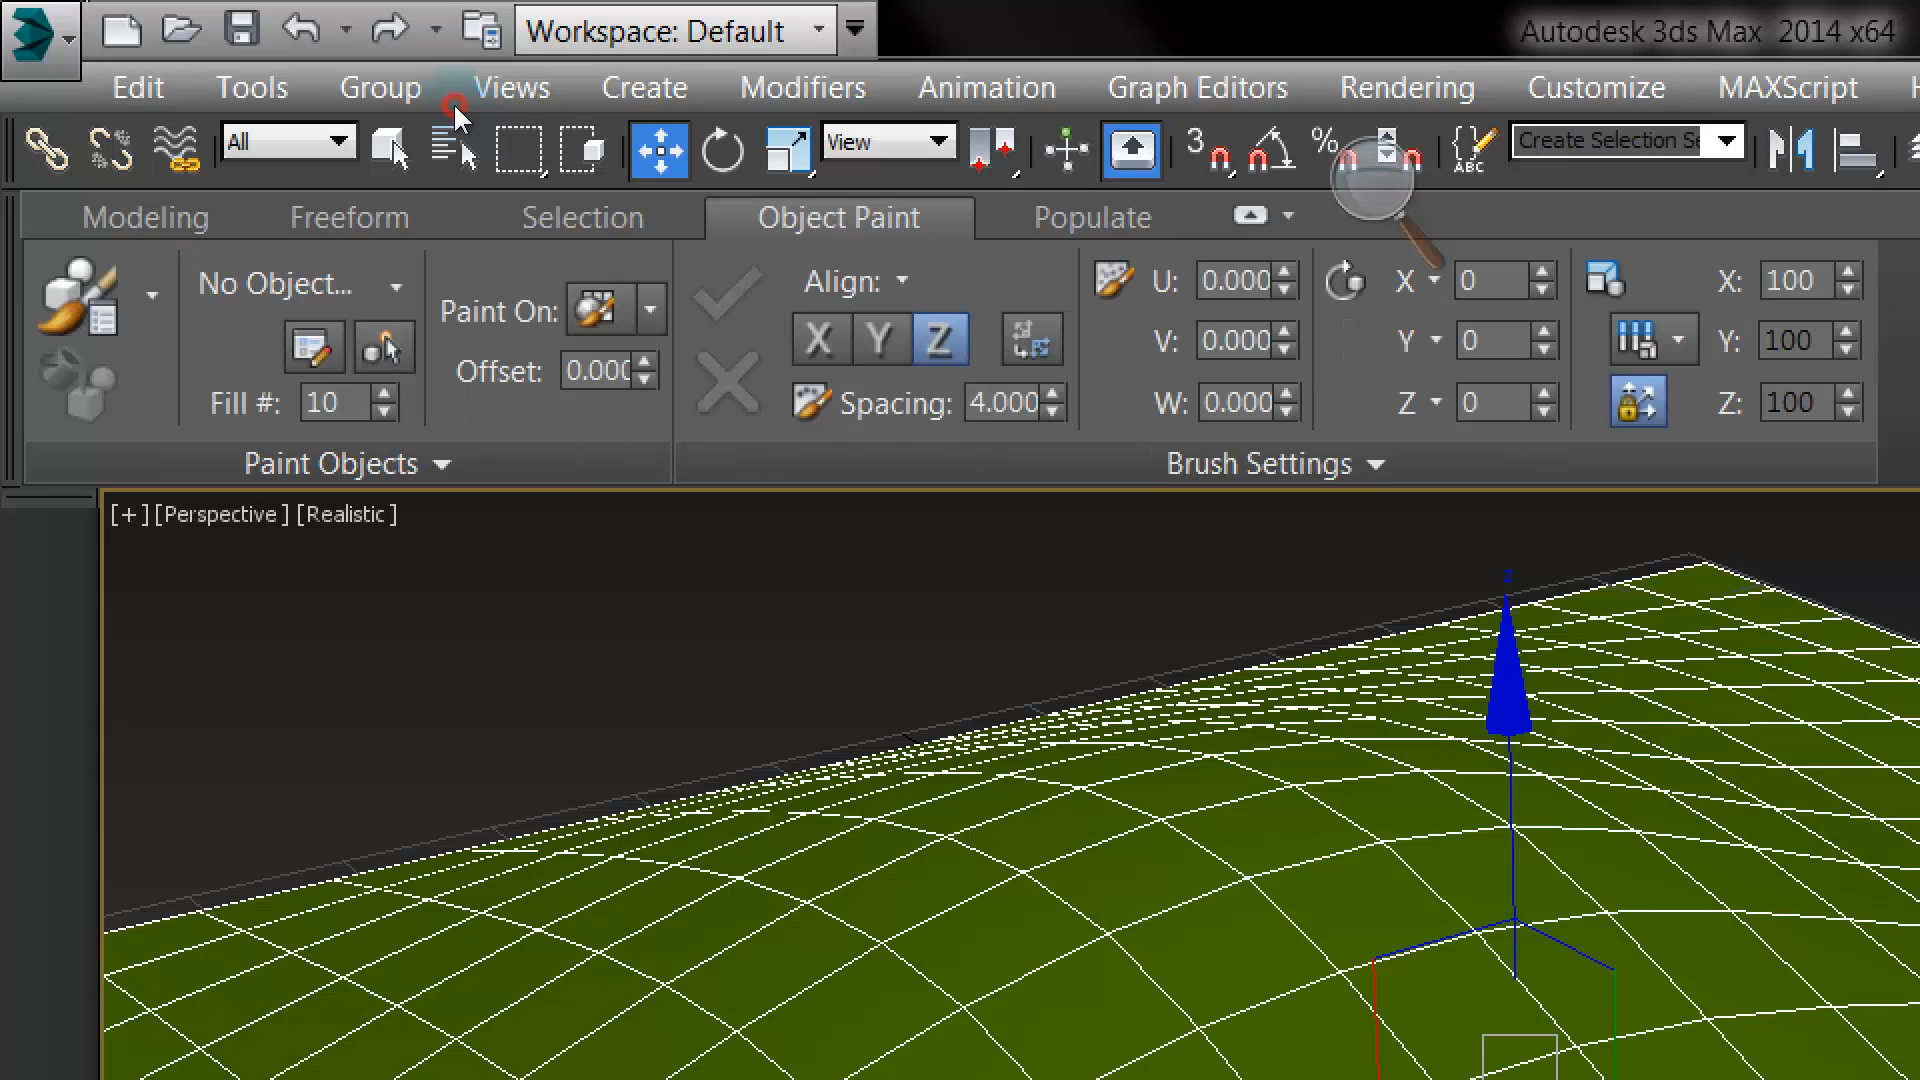 Workspace: Default
Autodesk 3ds Max 2014 x64
Edit Tools Group Views Create Modifiers Animation Graph Editors Rendering Customize MAXScript
All
View
3
%
ABC
Create Selection Se
Modeling Freeform Selection Object Paint Populate
No Object...
Fill #: 10
Paint On:
Offset: 0.000
Align:
X Y Z
Spacing: 4.000
U: 0.000
V: 0.000
W: 0.000
X 0
Y 0
Z 0
X: 100
Y: 100
Z: 100
Paint Objects
Brush Settings
[+][Perspective][Realistic]
z